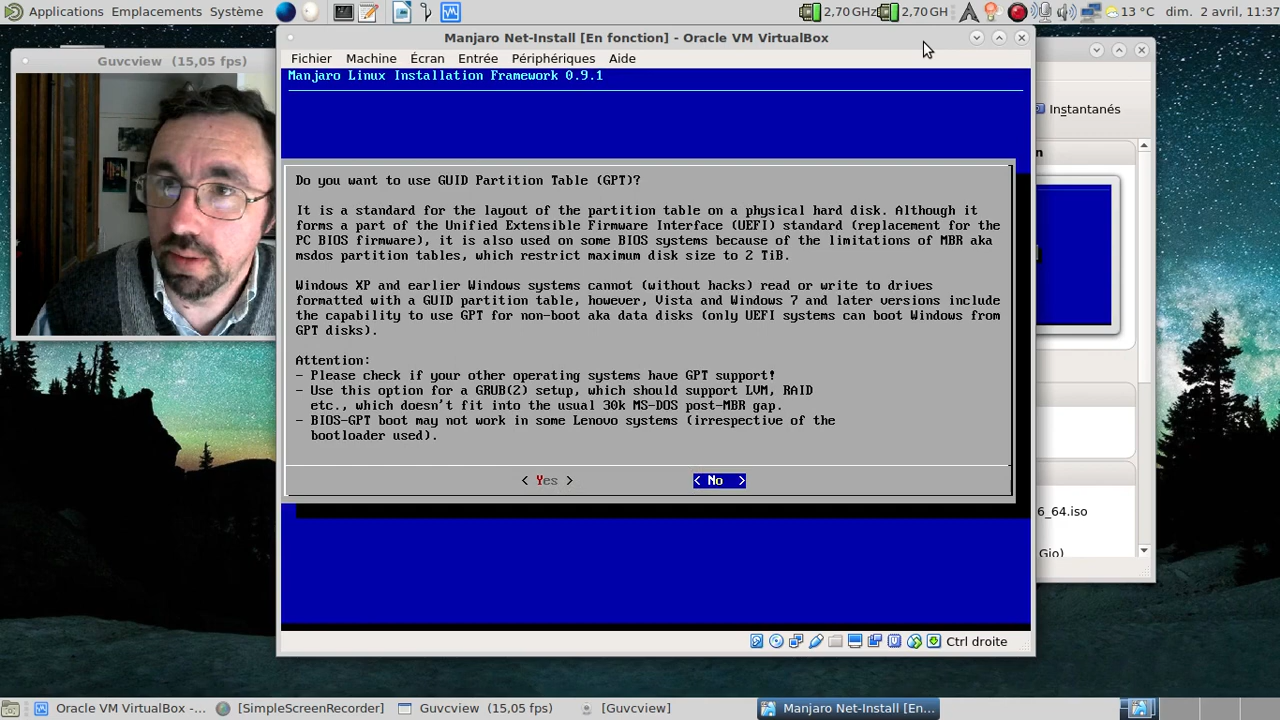 Applications Emplacements Système
2,70 GHz 2,70 GH
13 °C dim. 2 avril, 11:37
Guvcview (15,05 fps)
Manjaro Net-Install [En fonction] - Oracle VM VirtualBox
Fichier Machine Écran Entrée Périphériques Aide
Manjaro Linux Installation Framework 0.9.1
Instantanés
Do you want to use GUID Partition Table (GPT)?
It is a standard for the layout of the partition table on a physical hard disk. Although it
forms a part of the Unified Extensible Firmware Interface (UEFI) standard (replacement for the
PC BIOS firmware), it is also used on some BIOS systems because of the limitations of MBR aka
msdos partition tables, which restrict maximum disk size to 2 TiB.
Windows XP and earlier Windows systems cannot (without hacks) read or write to drives
formatted with a GUID partition table, however, Vista and Windows 7 and later versions include
the capability to use GPT for non-boot aka data disks (only UEFI systems can boot Windows from
GPT disks).
Attention:
- Please check if your other operating systems have GPT support!
- Use this option for a GRUB(2) setup, which should support LVM, RAID
etc., which doesn't fit into the usual 30k MS-DOS post-MBR gap.
- BIOS-GPT boot may not work in some Lenovo systems (irrespective of the
bootloader used).
< Yes > < No >
6_64.iso
Gio)
Ctrl droite
Oracle VM VirtualBox -... [SimpleScreenRecorder] Guvcview (15,05 fps) [Guvcview] Manjaro Net-Install [En...